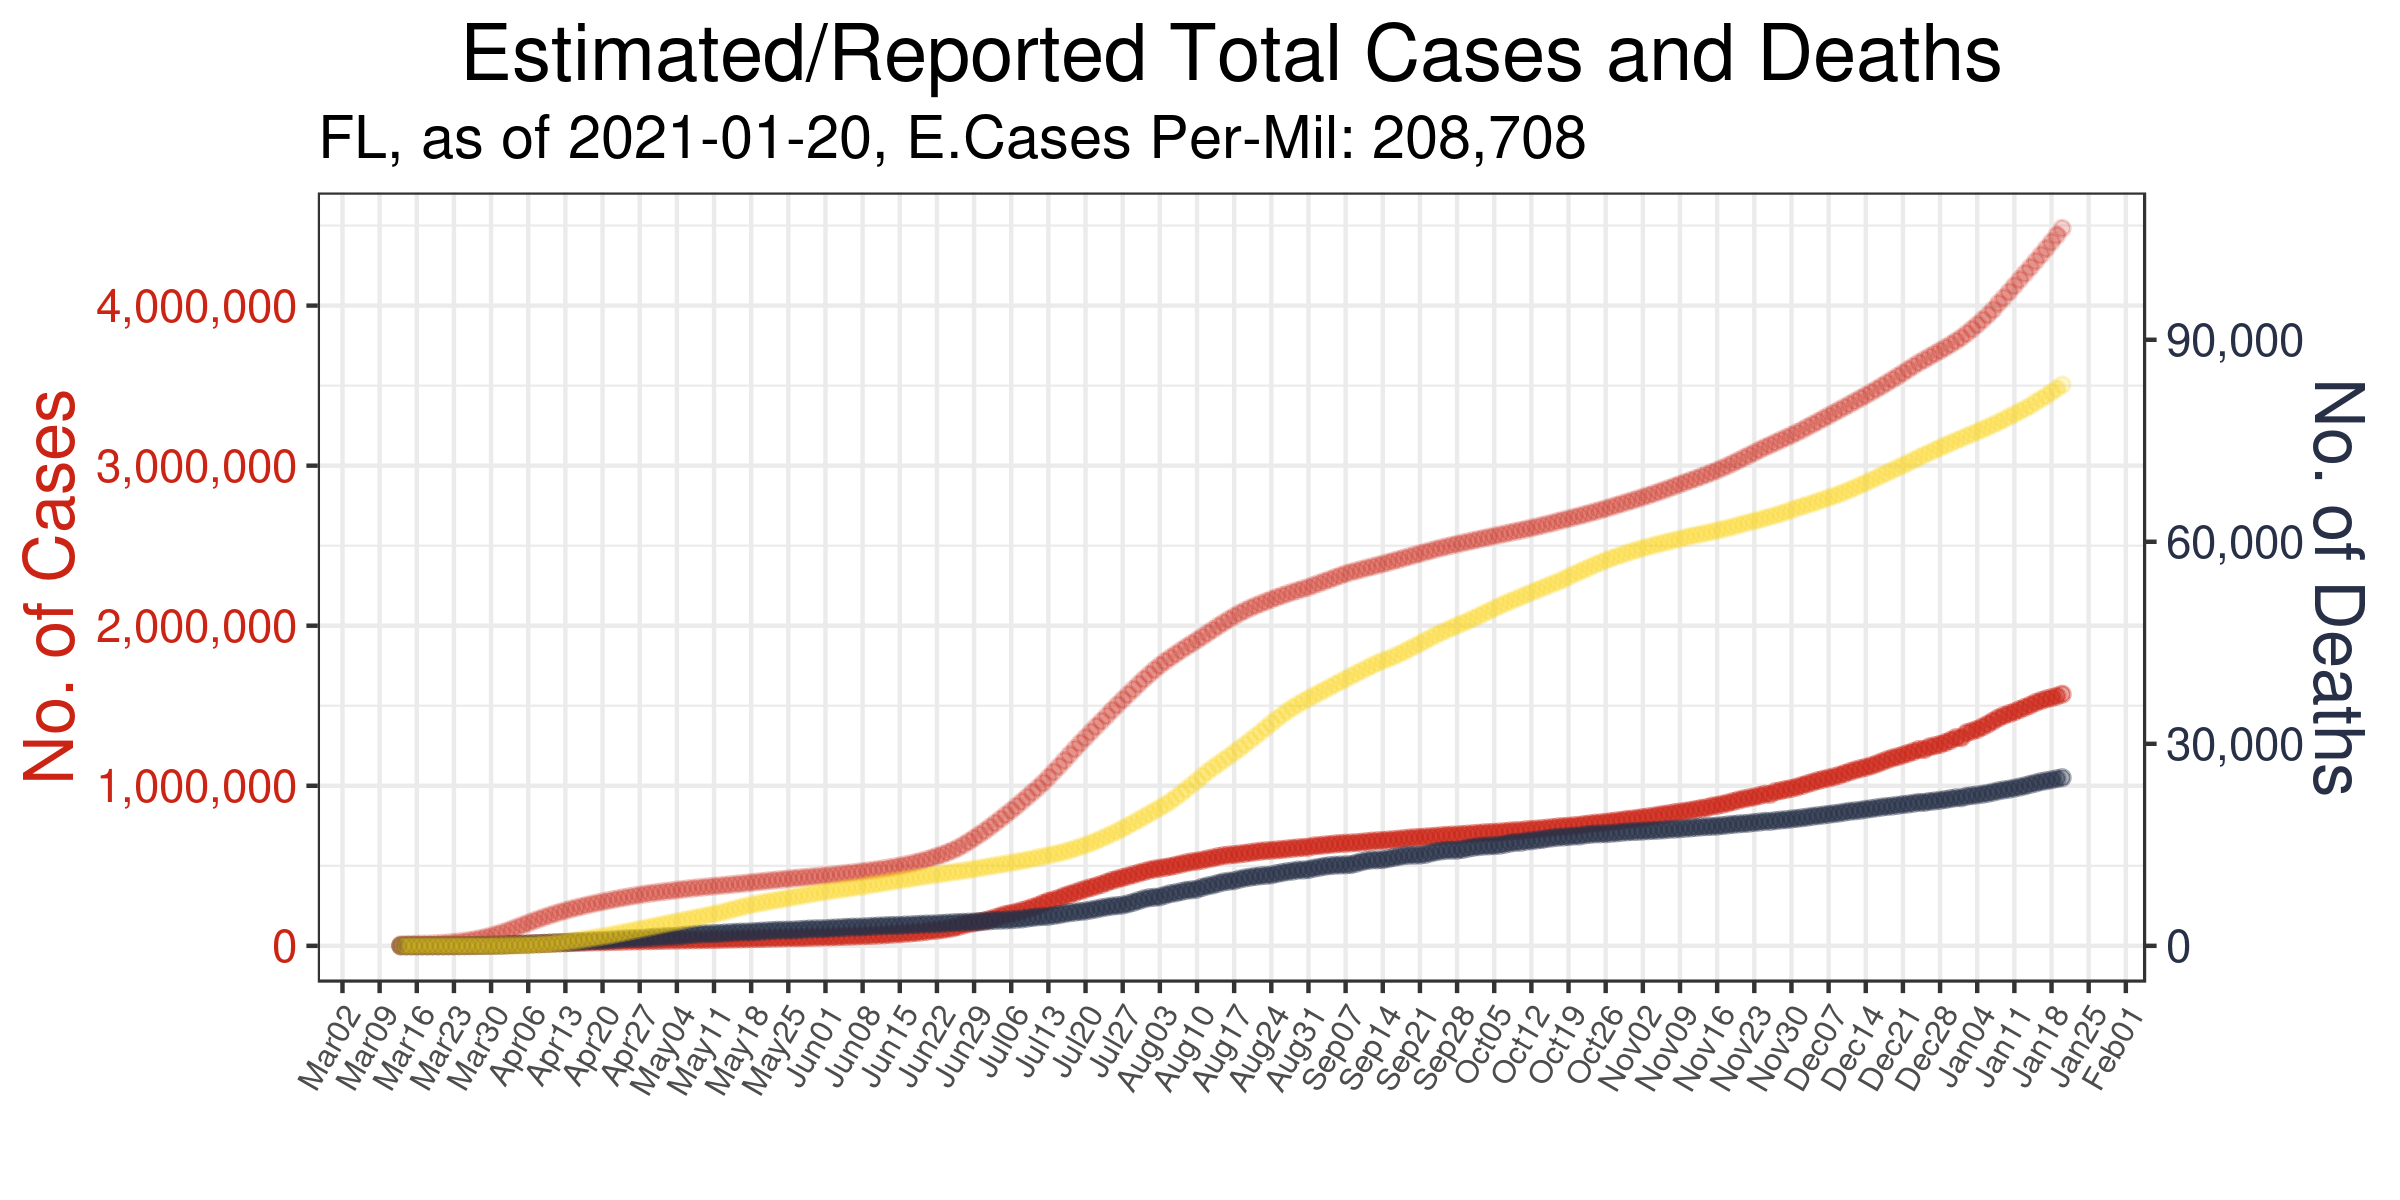 Estimated/Reported Total Cases and Deaths
FL, as of 2021-01-20, E.Cases Per-Mil: 208,708
No. of Cases
4,000,000
3,000,000
2,000,000
1,000,000
0
90,000
60,000
30,000
0
No. of Deaths
Mar02
Mar09
Mar16
Mar23
Mar30
Apr06
Apr13
Apr20
Apr27
May04
May11
May18
May25
Jun01
Jun08
Jun15
Jun22
Jun29
Jul06
Jul13
Jul20
Jul27
Aug03
Aug10
Aug17
Aug24
Aug31
Sep07
Sep14
Sep21
Sep28
Oct05
Oct12
Oct19
Oct26
Nov02
Nov09
Nov16
Nov23
Nov30
Dec07
Dec14
Dec21
Dec28
Jan04
Jan11
Jan18
Jan25
Feb01